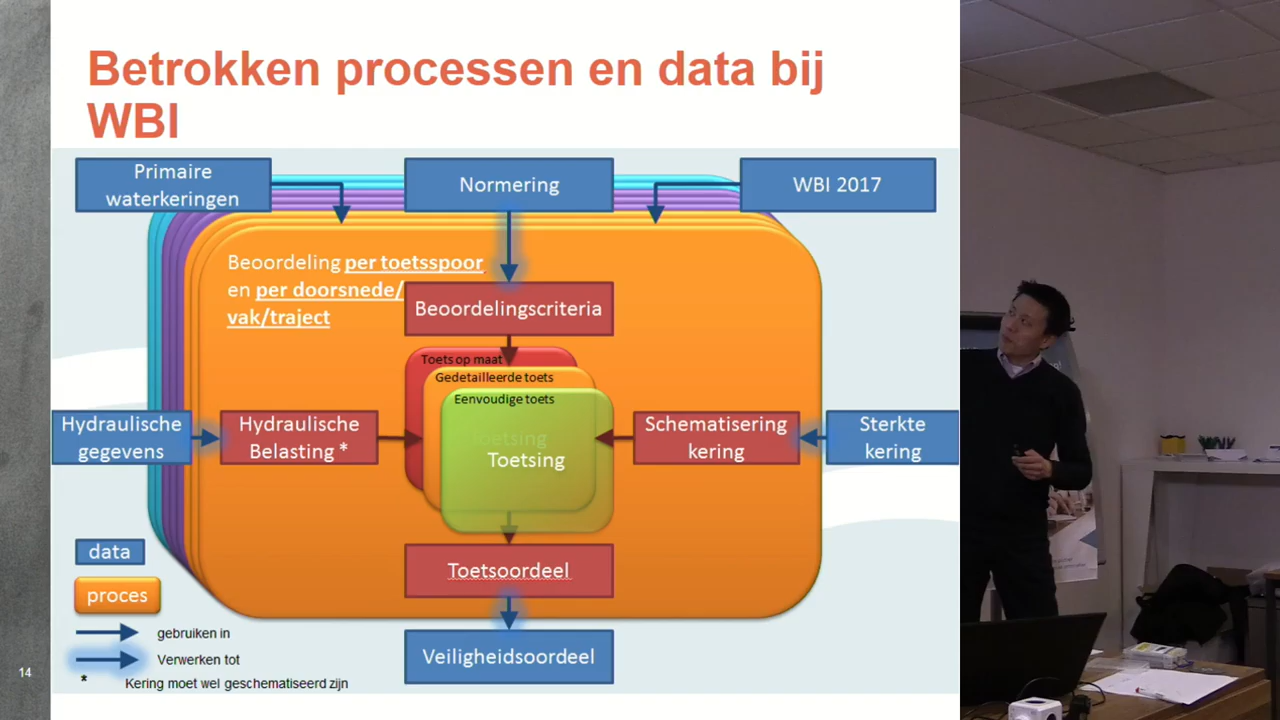 Betrokken processen en data bij
WBI
Primaire
waterkeringen
Normering
WBI 2017
Beoordeling per toetsspoor
en per doorsnede/
vak/traject
Beoordelingscriteria
Toets op maat
Gedetailleerde toets
Eenvoudige toets
Hydraulische
gegevens
Hydraulische
Belasting *
Toetsing
Toetsing
Schematisering
kering
Sterkte
kering
Toetsoordeel
Veiligheidsoordeel
data
proces
gebruiken in
Verwerken tot
* Kering moet wel geschematiseerd zijn
14